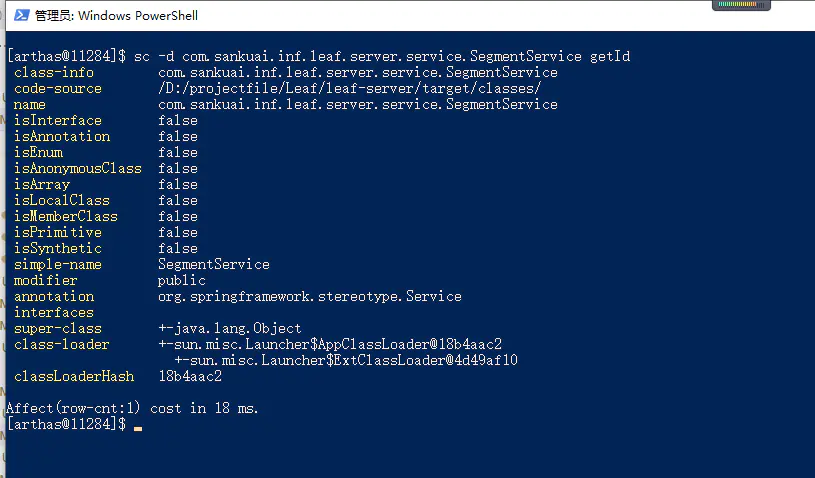 管理员: Windows PowerShell
[arthas@11284]$ sc -d com.sankuai.inf.leaf.server.service.SegmentService getId
class-info com.sankuai.inf.leaf.server.service.SegmentService
code-source /D:/projectfile/Leaf/leaf-server/target/classes/
name com.sankuai.inf.leaf.server.service.SegmentService
isInterface false
isAnnotation false
isEnum false
isAnonymousClass false
isArray false
isLocalClass false
isMemberClass false
isPrimitive false
isSynthetic false
simple-name SegmentService
modifier public
annotation org.springframework.stereotype.Service
interfaces
super-class +-java.lang.Object
class-loader +-sun.misc.Launcher$AppClassLoader@18b4aac2
+-sun.misc.Launcher$ExtClassLoader@4d49af10
classLoaderHash 18b4aac2
Affect(row-cnt:1) cost in 18 ms.
[arthas@11284]$